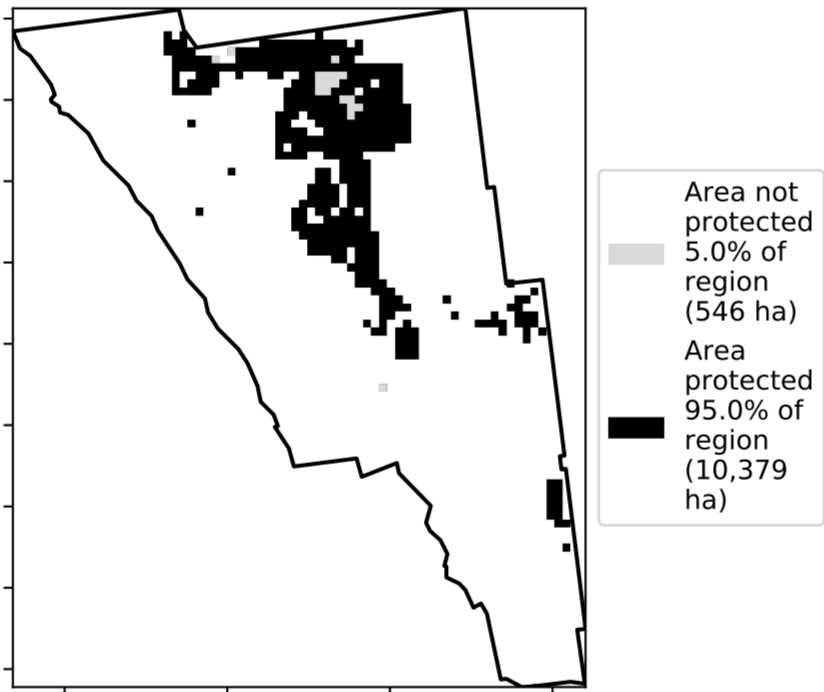 Area not
protected
5.0% of
region
(546 ha)
Area
protected
95.0% of
region
(10,379
ha)